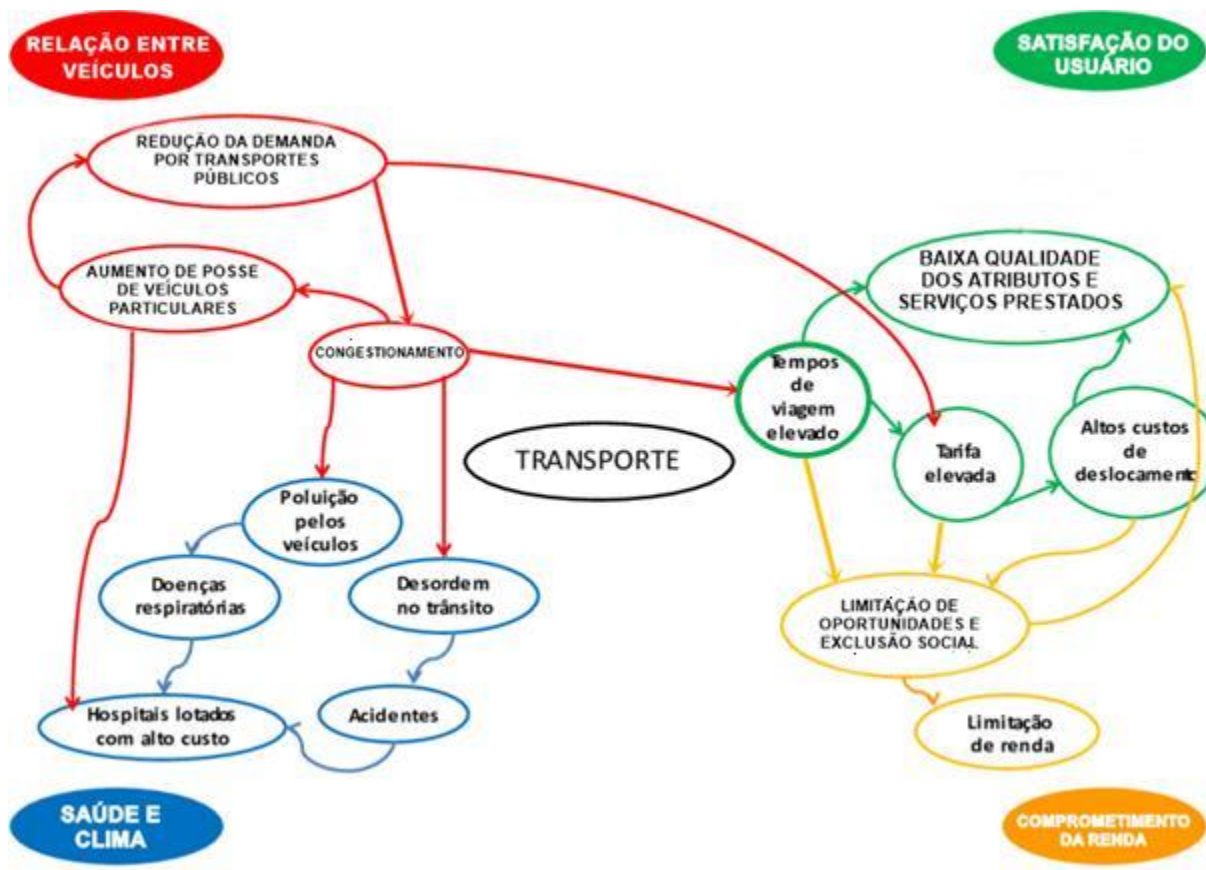 RELAÇÃO ENTRE
VEÍCULOS
SATISFAÇÃO DO
USUÁRIO
REDUÇÃO DA DEMANDA
POR TRANSPORTES
PÚBLICOS
AUMENTO DE POSSE
DE VEÍCULOS
PARTICULARES
CONGESTIONAMENTO
BAIXA QUALIDADE
DOS ATRIBUTOS E
SERVIÇOS PRESTADOS
Tempos
de
viagem
elevado
Tarifa
elevada
Altos custos
de
deslocamento
TRANSPORTE
Poluição
pelos
veículos
Doenças
respiratórias
Desordem
no trânsito
Hospitais lotados
com alto custo
Acidentes
LIMITAÇÃO DE
OPORTUNIDADES E
EXCLUSÃO SOCIAL
Limitação
de renda
SAÚDE E
CLIMA
COMPROMETIMENTO
DA RENDA